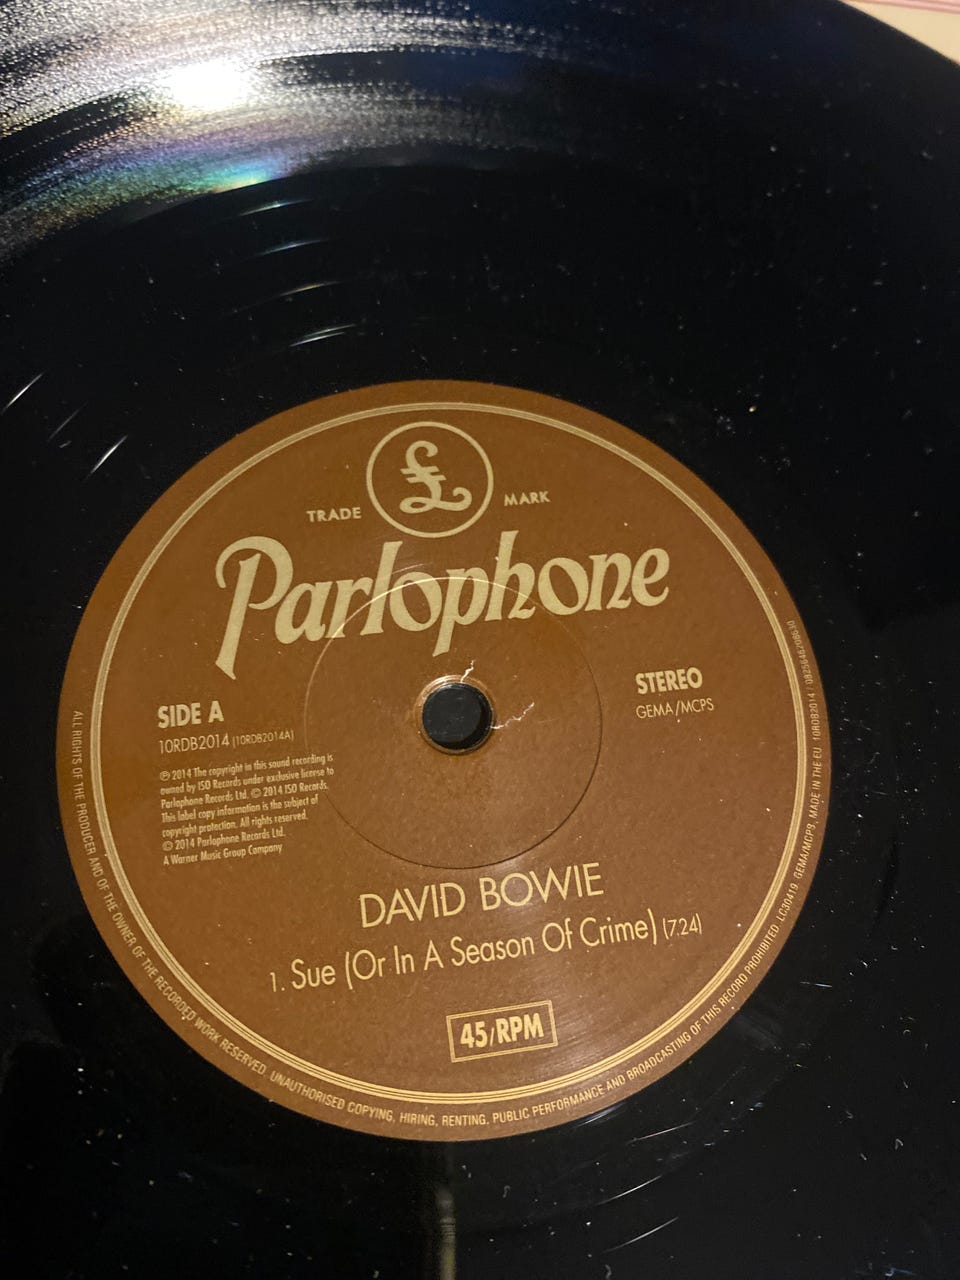 £
TRADE MARK
Parlophone
SIDE A
10RDB2014 (10RDB2014A)
℗ 2014 The copyright in this sound recording is
owned by ISO Records under exclusive license to
Parlophone Records Ltd. © 2014 ISO Records.
This label copy information is the subject of
copyright protection. All rights reserved.
© 2014 Parlophone Records Ltd.
A Warner Music Group Company
STEREO
GEMA/MCPS
DAVID BOWIE
1. Sue (Or In A Season Of Crime) (7.24)
45/RPM
ALL RIGHTS OF THE PRODUCER AND OF THE OWNER OF THE RECORDED WORK RESERVED. UNAUTHORISED COPYING, HIRING, RENTING, PUBLIC PERFORMANCE AND BROADCASTING OF THIS RECORD PROHIBITED. LC30419. GEMA/MCPS. MADE IN THE EU. 10RDB2014 /